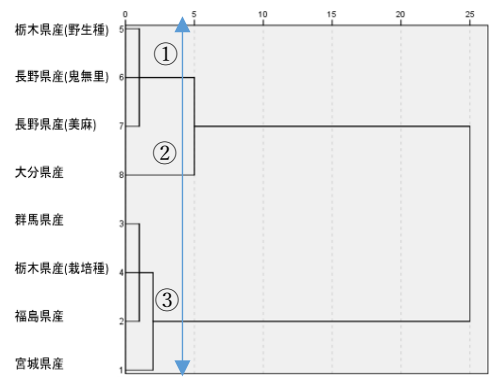 0 5 10 15 20 25
栃木県産(野生種) 5
①
長野県産(鬼無里) 6
長野県産(美麻) 7
②
大分県産 8
群馬県産 3
栃木県産(栽培種) 4
③
福島県産 2
宮城県産 1